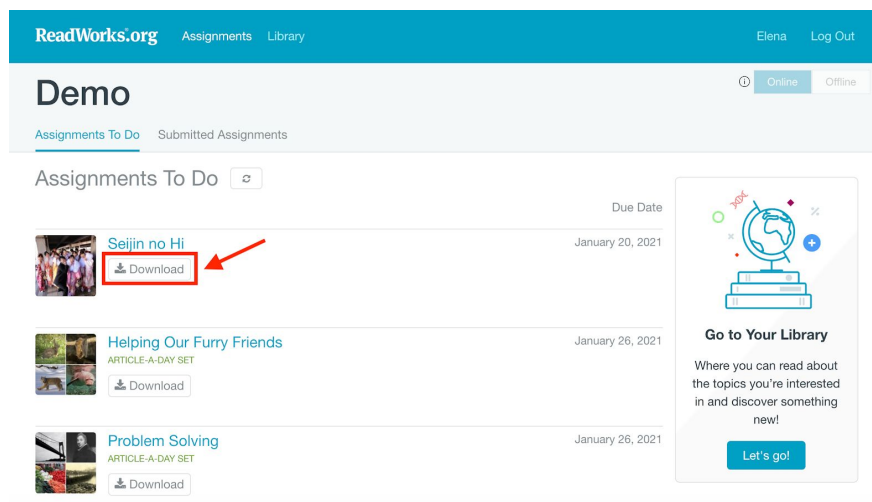 ReadWorks.org Assignments Library Elena Log Out
Demo
Online Offline
Assignments To Do Submitted Assignments
Assignments To Do
Due Date
Seijin no Hi January 20, 2021
Download
Helping Our Furry Friends January 26, 2021
ARTICLE-A-DAY SET
Download
Problem Solving January 26, 2021
ARTICLE-A-DAY SET
Download
Go to Your Library
Where you can read about
the topics you're interested
in and discover something
new!
Let's go!